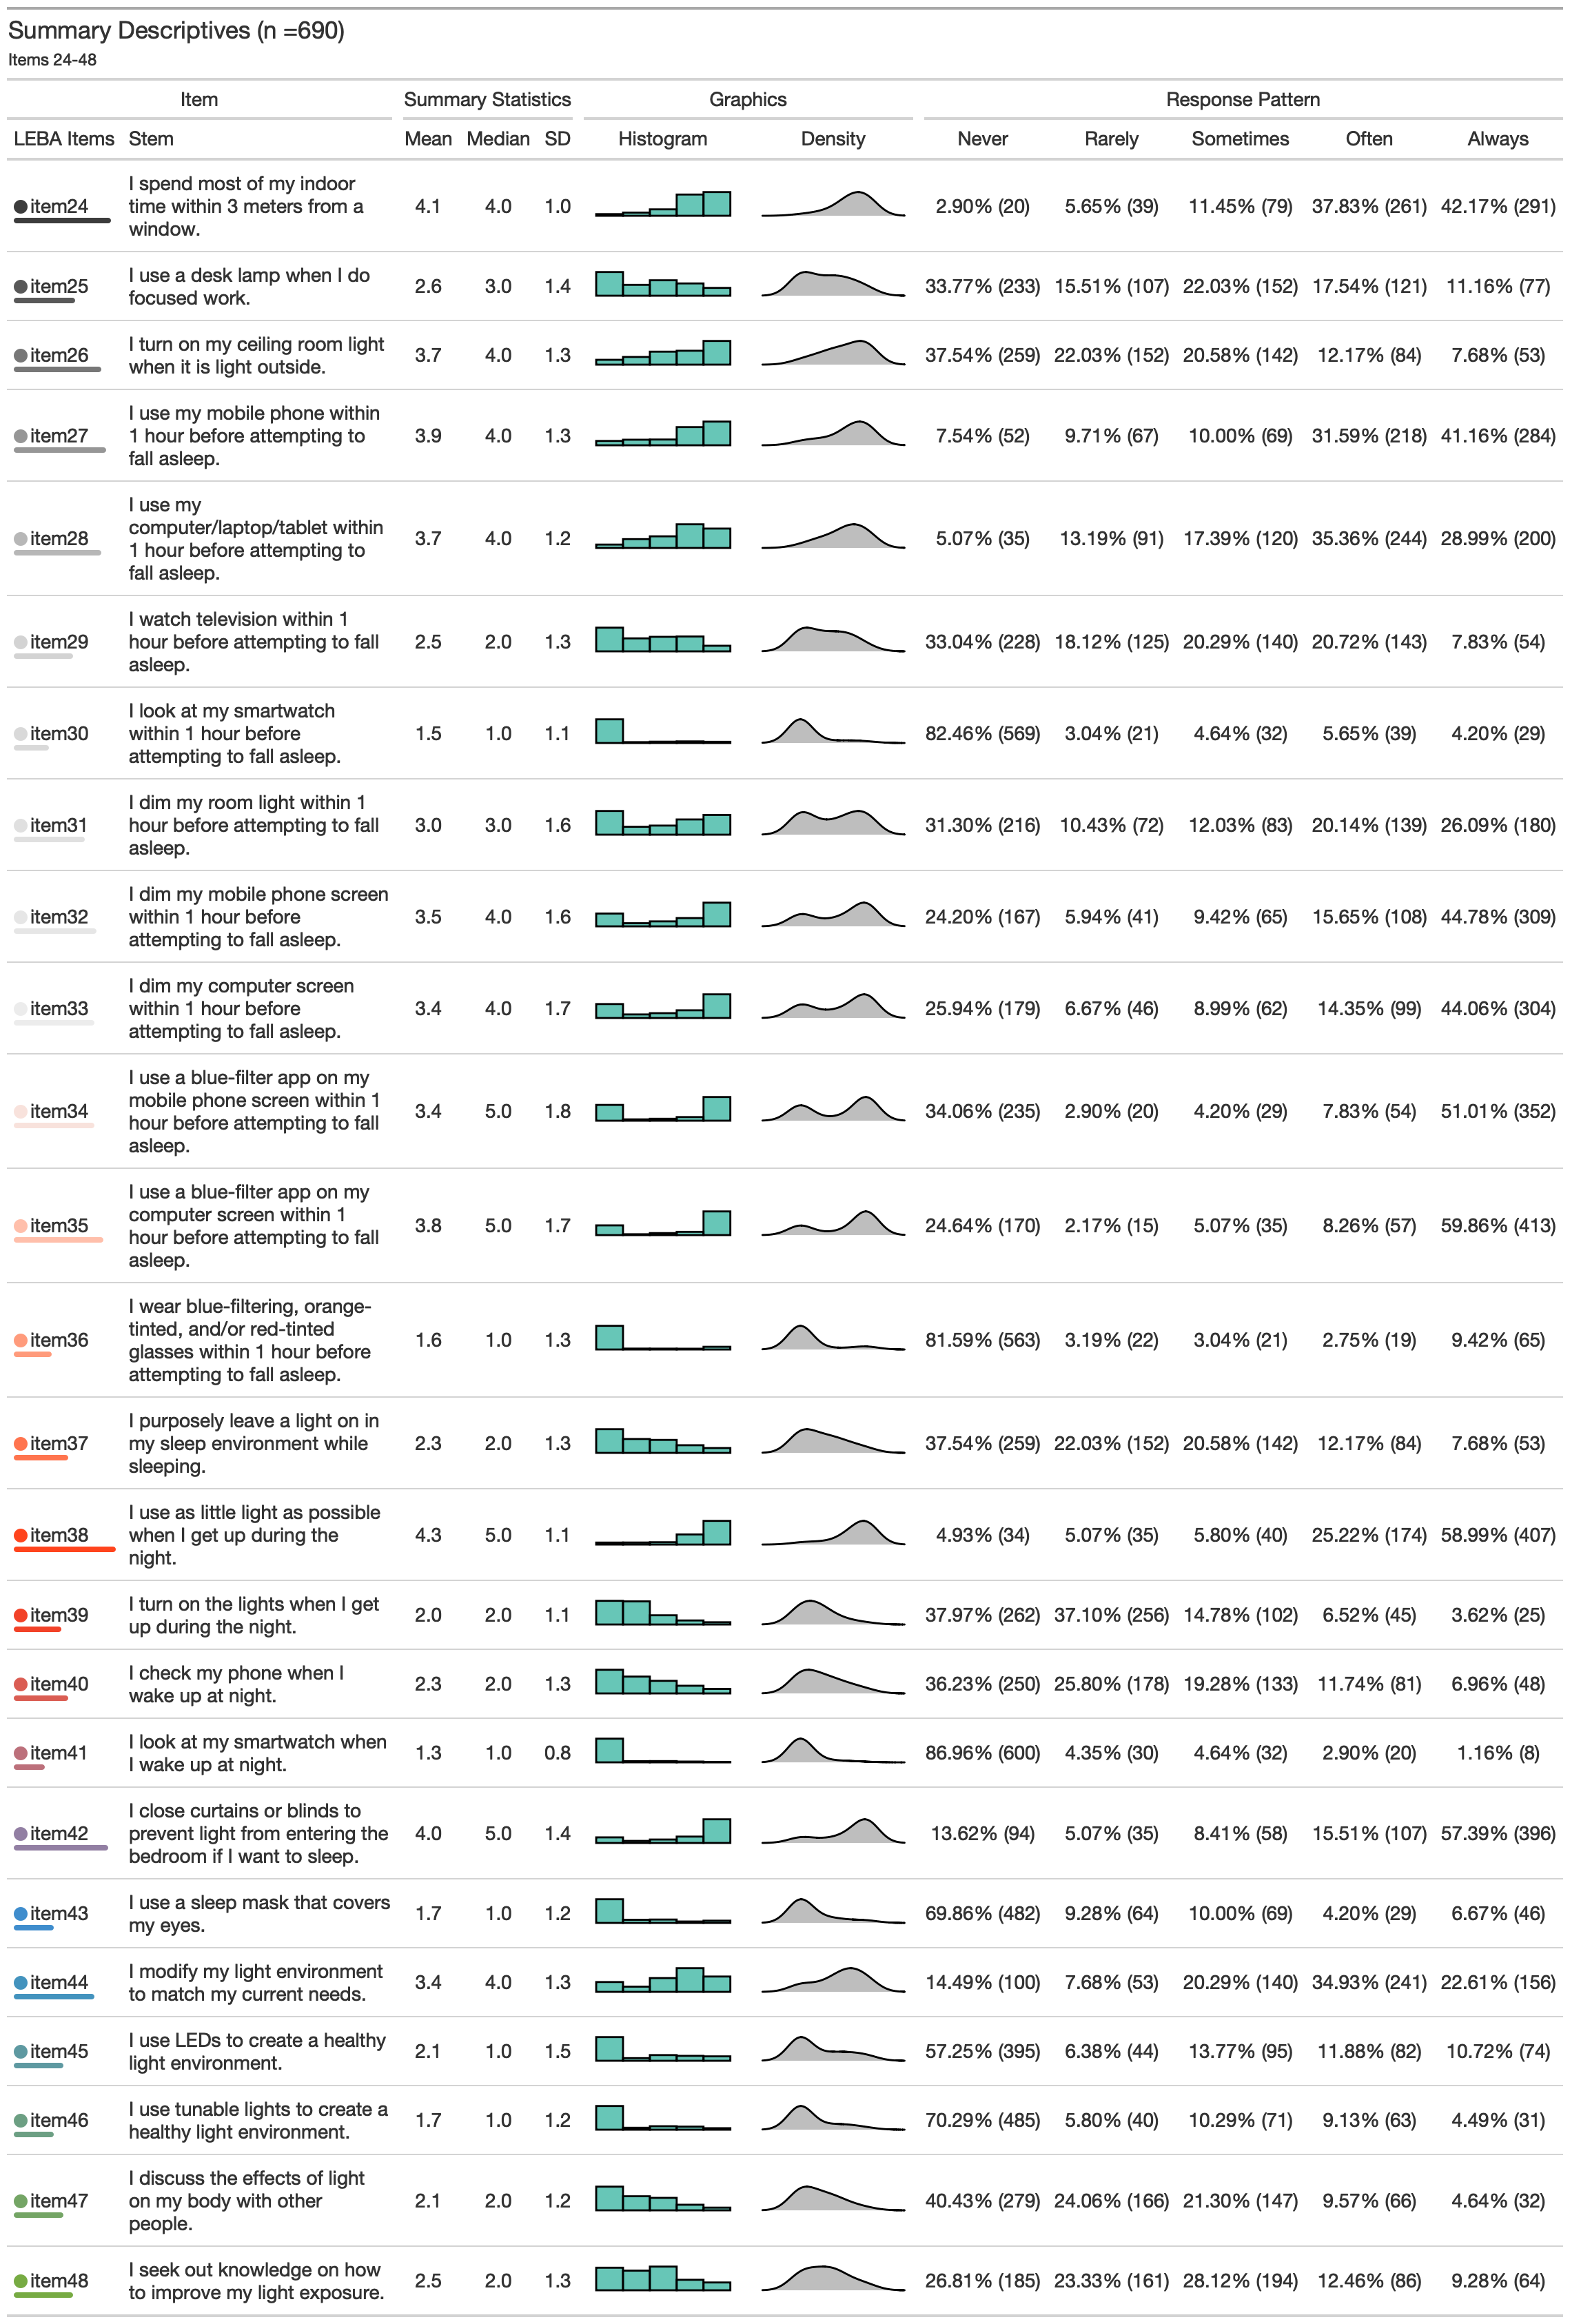 Summary Descriptives (n =690)
Items 24-48
Item Summary Statistics Graphics Response Pattern
LEBA Items Stem Mean Median SD Histogram Density Never Rarely Sometimes Often Always
I spend most of my indoor
item24 time within 3 meters from a 4.1 4.0 1.0 2.90% (20) 5.65% (39) 11.45% (79) 37.83% (261) 42.17% (291)
window.
I use a desk lamp when I do
item25 2.6 3.0 1.4 33.77% (233) 15.51% (107) 22.03% (152) 17.54% (121) 11.16% (77)
focused work.
I turn on my ceiling room light
item26 3.7 4.0 1.3 37.54% (259) 22.03% (152) 20.58% (142) 12.17% (84) 7.68% (53)
when it is light outside.
I use my mobile phone within
item27 1 hour before attempting to 3.9 4.0 1.3 7.54% (52) 9.71% (67) 10.00% (69) 31.59% (218) 41.16% (284)
fall asleep.
I use my
computer/laptop/tablet within
item28 3.7 4.0 1.2 5.07% (35) 13.19% (91) 17.39% (120) 35.36% (244) 28.99% (200)
1 hour before attempting to
fall asleep.
I watch television within 1
item29 hour before attempting to fall 2.5 2.0 1.3 33.04% (228) 18.12% (125) 20.29% (140) 20.72% (143) 7.83% (54)
asleep.
I look at my smartwatch
item30 within 1 hour before 1.5 1.0 1.1 82.46% (569) 3.04% (21) 4.64% (32) 5.65% (39) 4.20% (29)
attempting to fall asleep.
I dim my room light within 1
item31 hour before attempting to fall 3.0 3.0 1.6 31.30% (216) 10.43% (72) 12.03% (83) 20.14% (139) 26.09% (180)
asleep.
I dim my mobile phone screen
item32 within 1 hour before 3.5 4.0 1.6 24.20% (167) 5.94% (41) 9.42% (65) 15.65% (108) 44.78% (309)
attempting to fall asleep.
I dim my computer screen
item33 within 1 hour before 3.4 4.0 1.7 25.94% (179) 6.67% (46) 8.99% (62) 14.35% (99) 44.06% (304)
attempting to fall asleep.
I use a blue-filter app on my
mobile phone screen within 1
item34 3.4 5.0 1.8 34.06% (235) 2.90% (20) 4.20% (29) 7.83% (54) 51.01% (352)
hour before attempting to fall
asleep.
I use a blue-filter app on my
computer screen within 1
item35 3.8 5.0 1.7 24.64% (170) 2.17% (15) 5.07% (35) 8.26% (57) 59.86% (413)
hour before attempting to fall
asleep.
I wear blue-filtering, orange-
tinted, and/or red-tinted
item36 1.6 1.0 1.3 81.59% (563) 3.19% (22) 3.04% (21) 2.75% (19) 9.42% (65)
glasses within 1 hour before
attempting to fall asleep.
I purposely leave a light on in
item37 my sleep environment while 2.3 2.0 1.3 37.54% (259) 22.03% (152) 20.58% (142) 12.17% (84) 7.68% (53)
sleeping.
I use as little light as possible
item38 when I get up during the 4.3 5.0 1.1 4.93% (34) 5.07% (35) 5.80% (40) 25.22% (174) 58.99% (407)
night.
I turn on the lights when I get
item39 2.0 2.0 1.1 37.97% (262) 37.10% (256) 14.78% (102) 6.52% (45) 3.62% (25)
up during the night.
I check my phone when I
item40 2.3 2.0 1.3 36.23% (250) 25.80% (178) 19.28% (133) 11.74% (81) 6.96% (48)
wake up at night.
I look at my smartwatch when
item41 1.3 1.0 0.8 86.96% (600) 4.35% (30) 4.64% (32) 2.90% (20) 1.16% (8)
I wake up at night.
I close curtains or blinds to
item42 prevent light from entering the 4.0 5.0 1.4 13.62% (94) 5.07% (35) 8.41% (58) 15.51% (107) 57.39% (396)
bedroom if I want to sleep.
I use a sleep mask that covers
item43 1.7 1.0 1.2 69.86% (482) 9.28% (64) 10.00% (69) 4.20% (29) 6.67% (46)
my eyes.
I modify my light environment
item44 3.4 4.0 1.3 14.49% (100) 7.68% (53) 20.29% (140) 34.93% (241) 22.61% (156)
to match my current needs.
I use LEDs to create a healthy
item45 2.1 1.0 1.5 57.25% (395) 6.38% (44) 13.77% (95) 11.88% (82) 10.72% (74)
light environment.
I use tunable lights to create a
item46 1.7 1.0 1.2 70.29% (485) 5.80% (40) 10.29% (71) 9.13% (63) 4.49% (31)
healthy light environment.
I discuss the effects of light
item47 on my body with other 2.1 2.0 1.2 40.43% (279) 24.06% (166) 21.30% (147) 9.57% (66) 4.64% (32)
people.
I seek out knowledge on how
item48 2.5 2.0 1.3 26.81% (185) 23.33% (161) 28.12% (194) 12.46% (86) 9.28% (64)
to improve my light exposure.